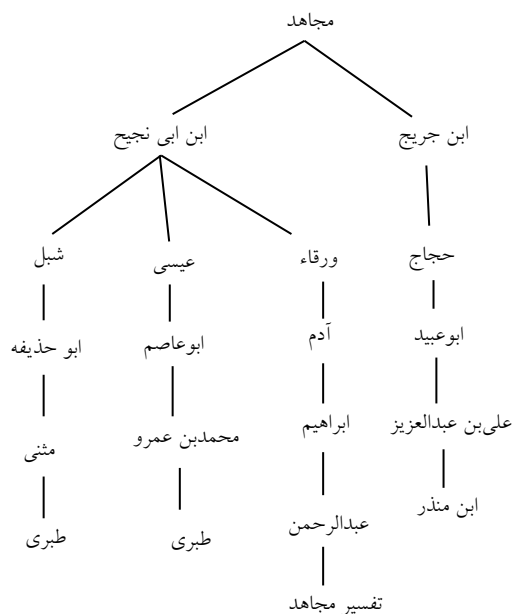 مجاهد
ابن جریج
ابن ابی نجیح
حجاج
ورقاء
عیسی
شبل
ابوعبید
آدم
ابوعاصم
ابو حذیفه
علی‌بن عبدالعزیز
ابراهیم
محمدبن عمرو
مثنی
ابن منذر
عبدالرحمن
طبری
طبری
تفسیر مجاهد